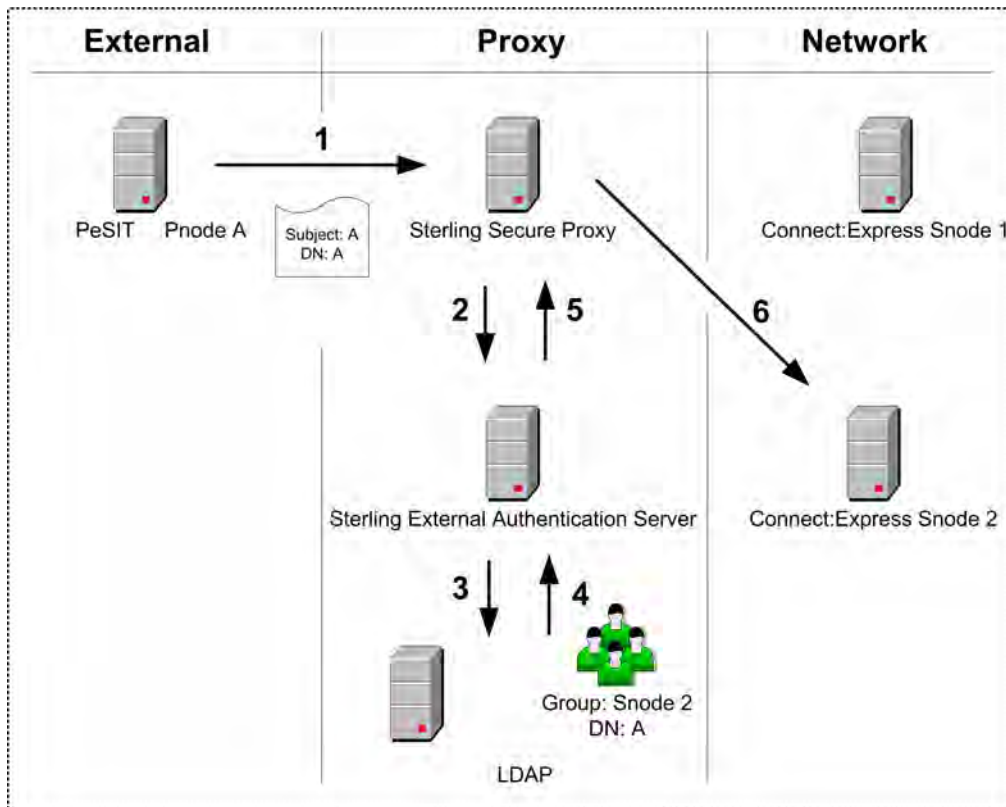 External
Proxy
Network
1
PeSIT Pnode A
Subject: A
DN: A
Sterling Secure Proxy
Connect:Express Snode 1
2
5
6
Sterling External Authentication Server
Connect:Express Snode 2
3
4
Group: Snode 2
DN: A
LDAP